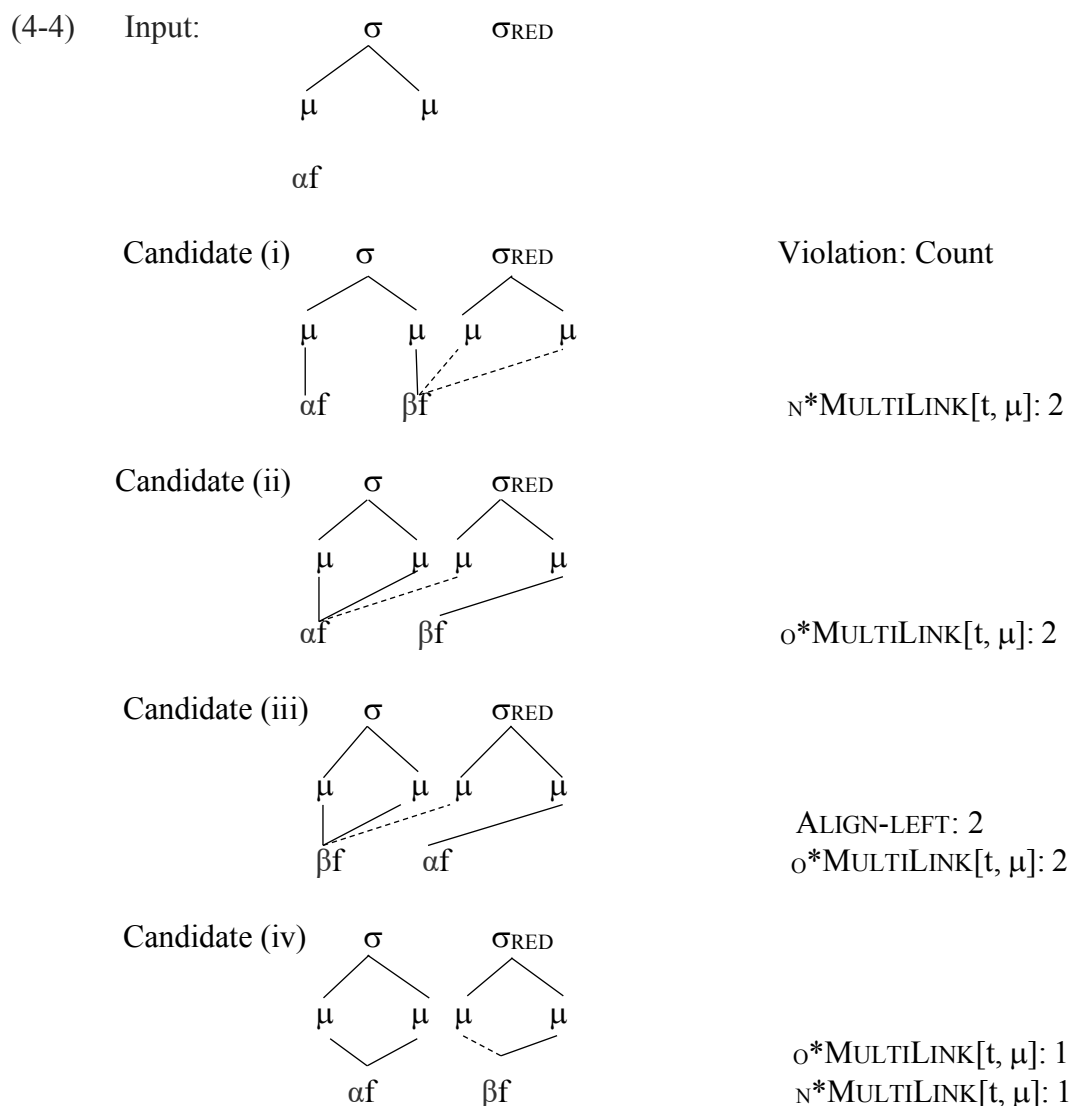 (4-4) Input: σ σRED
μ μ
αf
Candidate (i) σ σRED Violation: Count
μ μ μ μ
αf βf N*MULTILINK[t, μ]: 2
Candidate (ii) σ σRED
μ μ μ μ
αf βf O*MULTILINK[t, μ]: 2
Candidate (iii) σ σRED
μ μ μ μ
ALIGN-LEFT: 2
βf αf O*MULTILINK[t, μ]: 2
Candidate (iv) σ σRED
μ μ μ μ
O*MULTILINK[t, μ]: 1
αf βf N*MULTILINK[t, μ]: 1